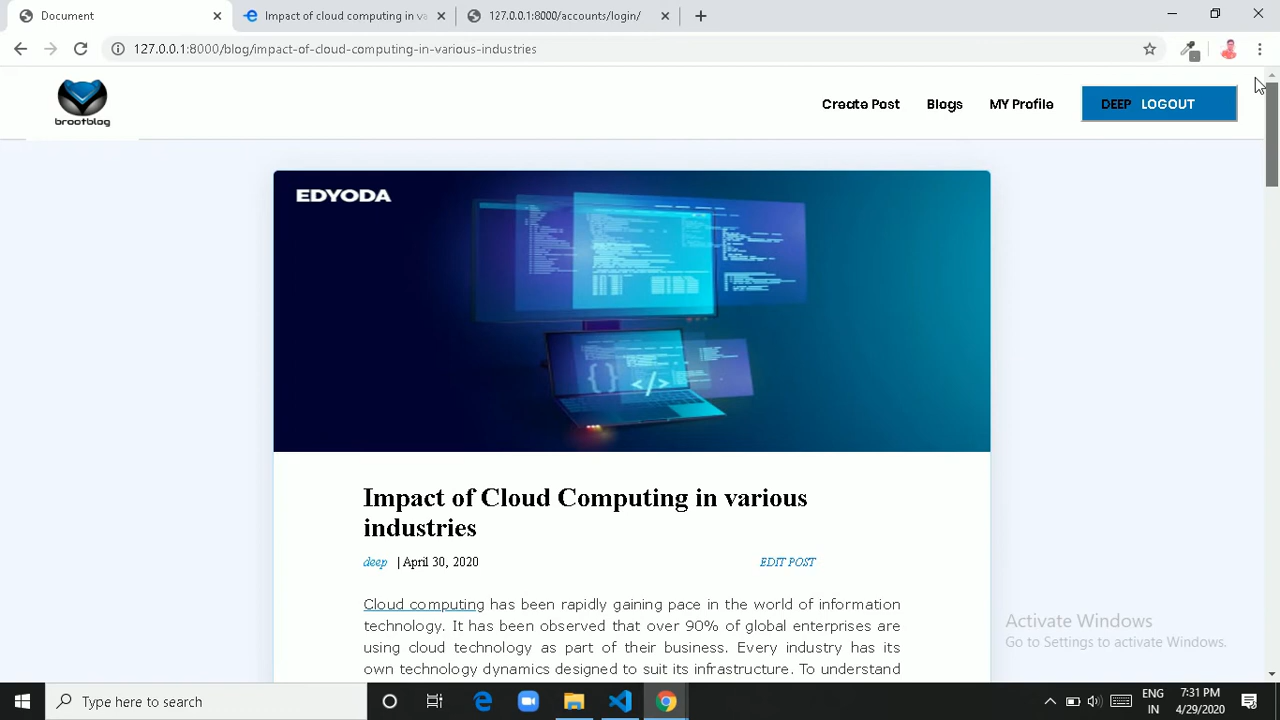 Document
Impact of cloud computing in va
127.0.0.1:8000/accounts/login/
127.0.0.1:8000/blog/impact-of-cloud-computing-in-various-industries
brootblog
Create Post
Blogs
MY Profile
DEEP LOGOUT
EDYODA
{} </>
Impact of Cloud Computing in various
industries
deep | April 30, 2020
EDIT POST
Cloud computing has been rapidly gaining pace in the world of information
technology. It has been observed that over 90% of global enterprises are
using cloud technology as part of their business. Every industry has its
own technology dynamics designed to suit its infrastructure. To understand
Activate Windows
Go to Settings to activate Windows.
Type here to search
ENG
IN
7:31 PM
4/29/2020